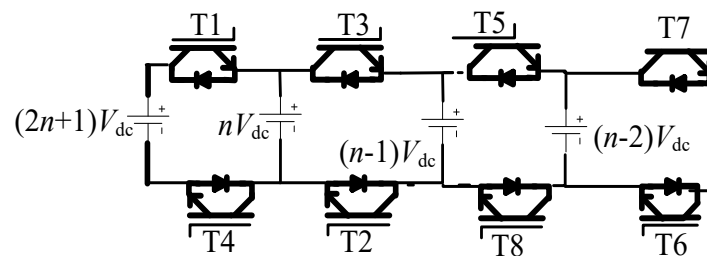 T1 T3 T5 T7
(2n+1)Vdc nVdc (n-1)Vdc (n-2)Vdc
T4 T2 T8 T6